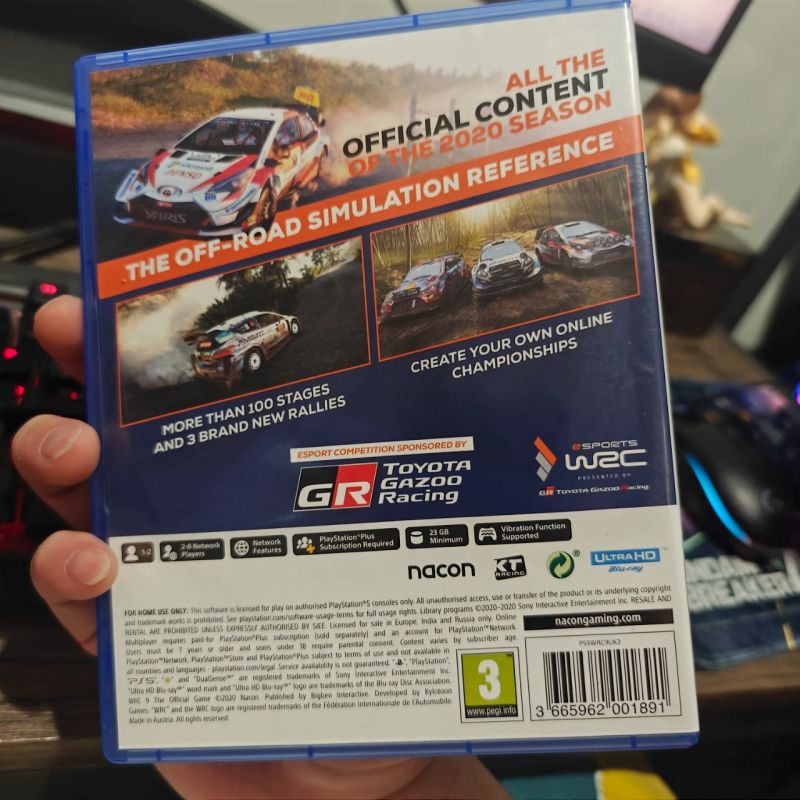 ALL THE
OFFICIAL CONTENT
OF THE 2020 SEASON
DENSO
YARIS
THE OFF-ROAD SIMULATION REFERENCE
MORE THAN 100 STAGES
AND 3 BRAND NEW RALLIES
CREATE YOUR OWN ONLINE
CHAMPIONSHIPS
ESPORT COMPETITION SPONSORED BY
GR TOYOTA
GAZOO
Racing
eSPORTS
WRC
PRESENTED BY
GR TOYOTA GAZOO Racing
1-2
2-8 Network
Players
Network
Features
PlayStation®Plus
Subscription Required
23 GB
Minimum
Vibration Function
Supported
nacon
KT
RACING
ULTRA HD
Blu-ray
FOR HOME USE ONLY: This software is licensed for play on authorised PlayStation®5 consoles only. All unauthorised access, use or transfer of the product or its underlying copyright
and trademark works is prohibited. See playstation.com/software-usage-terms for full usage rights. Library programs ©2020-2020 Sony Interactive Entertainment Inc. RESALE AND
RENTAL ARE PROHIBITED UNLESS EXPRESSLY AUTHORISED BY SIEE. Licensed for sale in Europe, India and Russia only. Online
multiplayer requires paid-for PlayStation®Plus subscription (sold separately) and an account for PlayStation™Network.
Users must be 7 years or older and users under 18 require parental consent. Content varies by subscriber age.
PlayStation™Network, PlayStation™Store and PlayStation®Plus subject to terms of use and not available in
all countries and languages - playstation.com/legal. Service availability is not guaranteed. "PlayStation",
"PS5", and "DualSense" are registered trademarks of Sony Interactive Entertainment Inc.
"Ultra HD Blu-ray™" word mark and "Ultra HD Blu-ray™" logo are trademarks of the Blu-ray Disc Association.
WRC 9 The Official Game ©2020 Nacon. Published by Bigben Interactive. Developed by Kylotonn
Games. "WRC" and the WRC logo are registered trademarks of the Fédération Internationale de l'Automobile.
Made in Austria. All rights reserved.
nacongaming.com
PS5WRC9UK3
3
www.pegi.info
3 665962 001891
BREAKER